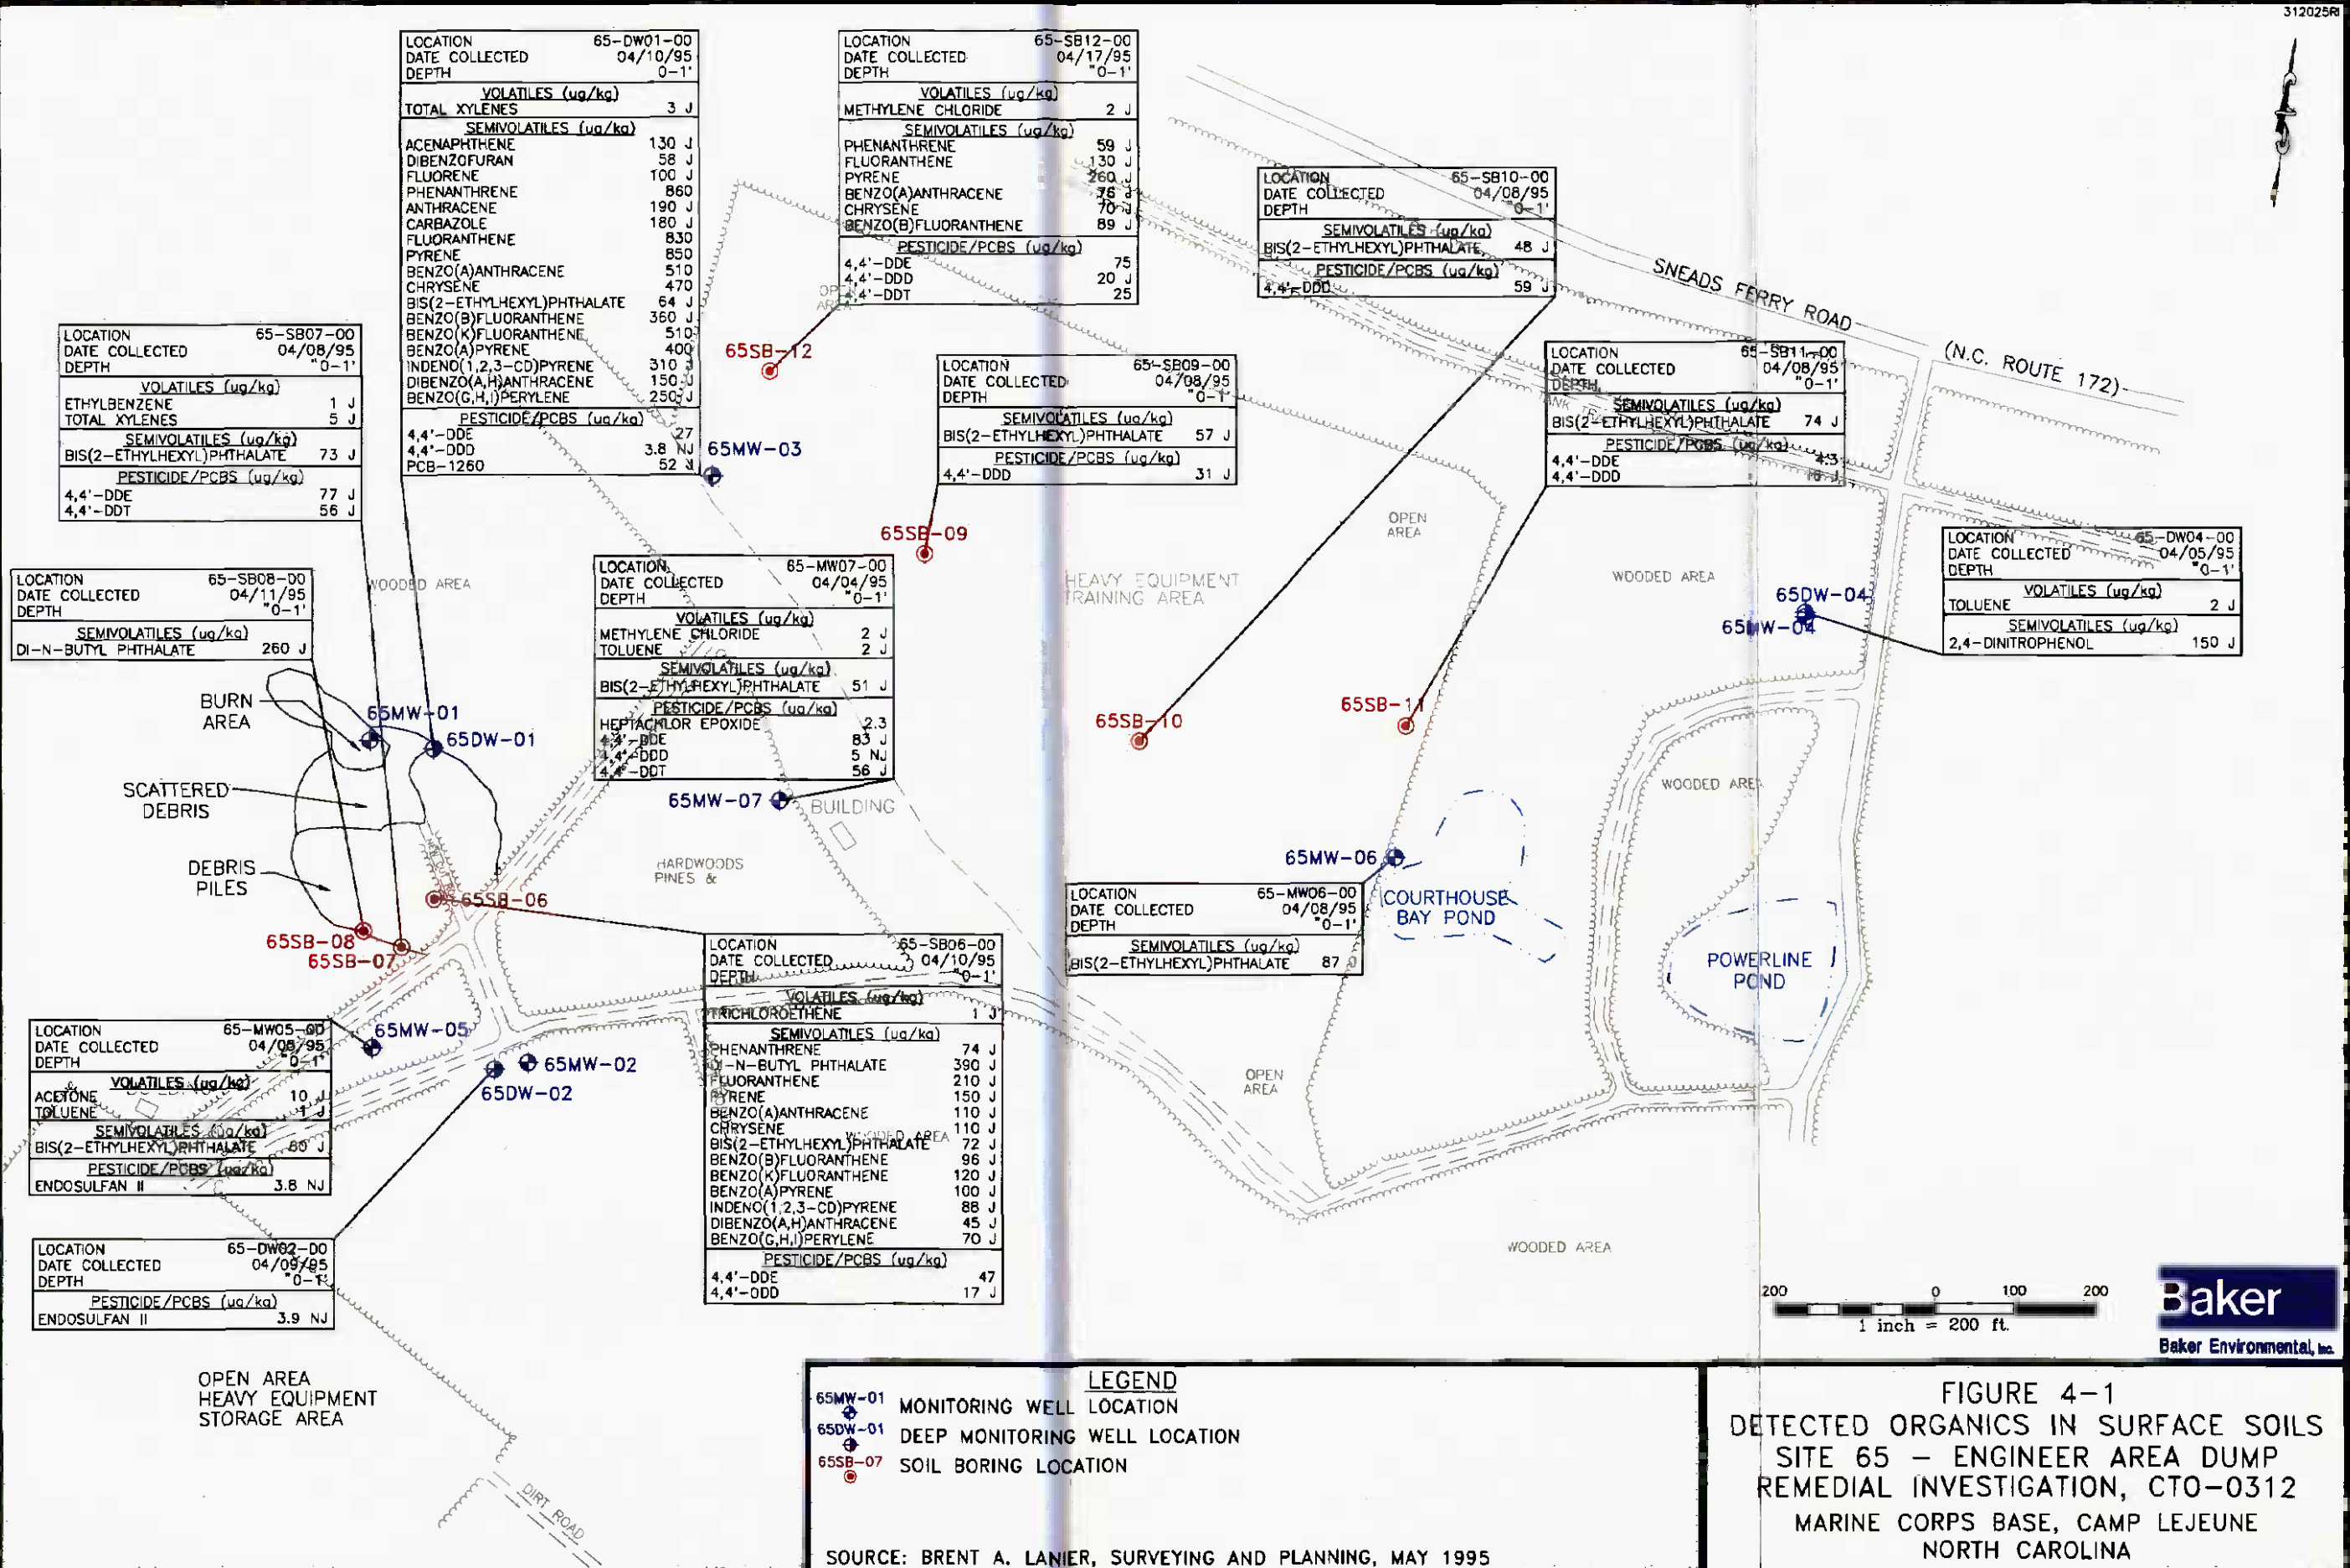 312025RI
LOCATION 65-DW01-00
DATE COLLECTED 04/10/95
DEPTH 0-1'
VOLATILES (ug/kg)
TOTAL XYLENES 3 J
SEMIVOLATILES (ug/kg)
ACENAPHTHENE 130 J
DIBENZOFURAN 58 J
FLUORENE 100 J
PHENANTHRENE 860
ANTHRACENE 190 J
CARBAZOLE 180 J
FLUORANTHENE 830
PYRENE 850
BENZO(A)ANTHRACENE 510
CHRYSENE 470
BIS(2-ETHYLHEXYL)PHTHALATE 64 J
BENZO(B)FLUORANTHENE 360 J
BENZO(K)FLUORANTHENE 510
BENZO(A)PYRENE 400
INDENO(1,2,3-CD)PYRENE 310 J
DIBENZO(A,H)ANTHRACENE 150 J
BENZO(G,H,I)PERYLENE 250 J
PESTICIDE/PCBS (ug/kg)
4,4'-DDE 27
4,4'-DDD 3.8 NJ
PCB-1260 52
LOCATION 65-SB12-00
DATE COLLECTED 04/17/95
DEPTH "0-1'
VOLATILES (ug/kg)
METHYLENE CHLORIDE 2 J
SEMIVOLATILES (ug/kg)
PHENANTHRENE 59 J
FLUORANTHENE 130 J
PYRENE 260 J
BENZO(A)ANTHRACENE 76 J
CHRYSENE 70 J
BENZO(B)FLUORANTHENE 89 J
PESTICIDE/PCBS (ug/kg)
4,4'-DDE 75
4,4'-DDD 20 J
4,4'-DDT 25
OPEN
AREA
LOCATION 65-SB10-00
DATE COLLECTED 04/08/95
DEPTH "0-1'
SEMIVOLATILES (ug/kg)
BIS(2-ETHYLHEXYL)PHTHALATE 48 J
PESTICIDE/PCBS (ug/kg)
4,4'-DDD 59 J
SNEADS FERRY ROAD
(N.C. ROUTE 172)
LOCATION 65-SB07-00
DATE COLLECTED 04/08/95
DEPTH "0-1'
VOLATILES (ug/kg)
ETHYLBENZENE 1 J
TOTAL XYLENES 5 J
SEMIVOLATILES (ug/kg)
BIS(2-ETHYLHEXYL)PHTHALATE 73 J
PESTICIDE/PCBS (ug/kg)
4,4'-DDE 77 J
4,4'-DDT 56 J
65SB-12
65MW-03
LOCATION 65-SB09-00
DATE COLLECTED 04/08/95
DEPTH "0-1'
SEMIVOLATILES (ug/kg)
BIS(2-ETHYLHEXYL)PHTHALATE 57 J
PESTICIDE/PCBS (ug/kg)
4,4'-DDD 31 J
LOCATION 65-SB11-00
DATE COLLECTED 04/08/95
DEPTH "0-1'
TANK
SEMIVOLATILES (ug/kg)
BIS(2-ETHYLHEXYL)PHTHALATE 74 J
PESTICIDE/PCBS (ug/kg)
4,4'-DDE 4.3
4,4'-DDD J
65SB-09
OPEN
AREA
LOCATION 65-DW04-00
DATE COLLECTED 04/05/95
DEPTH "0-1'
VOLATILES (ug/kg)
TOLUENE 2 J
SEMIVOLATILES (ug/kg)
2,4-DINITROPHENOL 150 J
LOCATION 65-SB08-00
DATE COLLECTED 04/11/95
DEPTH "0-1'
SEMIVOLATILES (ug/kg)
DI-N-BUTYL PHTHALATE 260 J
WOODED AREA
LOCATION 65-MW07-00
DATE COLLECTED 04/04/95
DEPTH "0-1'
VOLATILES (ug/kg)
METHYLENE CHLORIDE 2 J
TOLUENE 2 J
SEMIVOLATILES (ug/kg)
BIS(2-ETHYLHEXYL)PHTHALATE 51 J
PESTICIDE/PCBS (ug/kg)
HEPTACHLOR EPOXIDE 2.3
4,4'-DDE 83 J
4,4'-DDD 5 NJ
4,4'-DDT 56 J
HEAVY EQUIPMENT
TRAINING AREA
WOODED AREA
65DW-04
65MW-04
BURN
AREA
65MW-01
65DW-01
65SB-10
65SB-11
SCATTERED
DEBRIS
65MW-07
BUILDING
WOODED AREA
DEBRIS
PILES
HARDWOODS
PINES &
65MW-06
COURTHOUSE
BAY POND
65SB-06
65SB-08
65SB-07
LOCATION 65-MW06-00
DATE COLLECTED 04/08/95
DEPTH "0-1'
SEMIVOLATILES (ug/kg)
BIS(2-ETHYLHEXYL)PHTHALATE 87 J
POWERLINE
POND
LOCATION 65-SB06-00
DATE COLLECTED 04/10/95
DEPTH "0-1'
VOLATILES (ug/kg)
TRICHLOROETHENE 1 J
SEMIVOLATILES (ug/kg)
PHENANTHRENE 74 J
DI-N-BUTYL PHTHALATE 390 J
FLUORANTHENE 210 J
PYRENE 150 J
BENZO(A)ANTHRACENE 110 J
CHRYSENE 110 J
BIS(2-ETHYLHEXYL)PHTHALATE 72 J
BENZO(B)FLUORANTHENE 96 J
BENZO(K)FLUORANTHENE 120 J
BENZO(A)PYRENE 100 J
INDENO(1,2,3-CD)PYRENE 88 J
DIBENZO(A,H)ANTHRACENE 45 J
BENZO(G,H,I)PERYLENE 70 J
PESTICIDE/PCBS (ug/kg)
4,4'-DDE 47
4,4'-DDD 17 J
WOODED AREA
LOCATION 65-MW05-00
DATE COLLECTED 04/09/95
DEPTH "0-1'
VOLATILES (ug/kg)
ACETONE 10 J
TOLUENE 1 J
SEMIVOLATILES (ug/kg)
BIS(2-ETHYLHEXYL)PHTHALATE 80 J
PESTICIDE/PCBS (ug/kg)
ENDOSULFAN II 3.8 NJ
65MW-05
65MW-02
65DW-02
OPEN
AREA
LOCATION 65-DW02-00
DATE COLLECTED 04/09/95
DEPTH "0-1'
PESTICIDE/PCBS (ug/kg)
ENDOSULFAN II 3.9 NJ
WOODED AREA
200 0 100 200
1 inch = 200 ft.
Baker
Baker Environmental, Inc.
OPEN AREA
HEAVY EQUIPMENT
STORAGE AREA
DIRT ROAD
LEGEND
65MW-01 MONITORING WELL LOCATION
65DW-01 DEEP MONITORING WELL LOCATION
65SB-07 SOIL BORING LOCATION
SOURCE: BRENT A. LANIER, SURVEYING AND PLANNING, MAY 1995
FIGURE 4-1
DETECTED ORGANICS IN SURFACE SOILS
SITE 65 - ENGINEER AREA DUMP
REMEDIAL INVESTIGATION, CTO-0312
MARINE CORPS BASE, CAMP LEJEUNE
NORTH CAROLINA